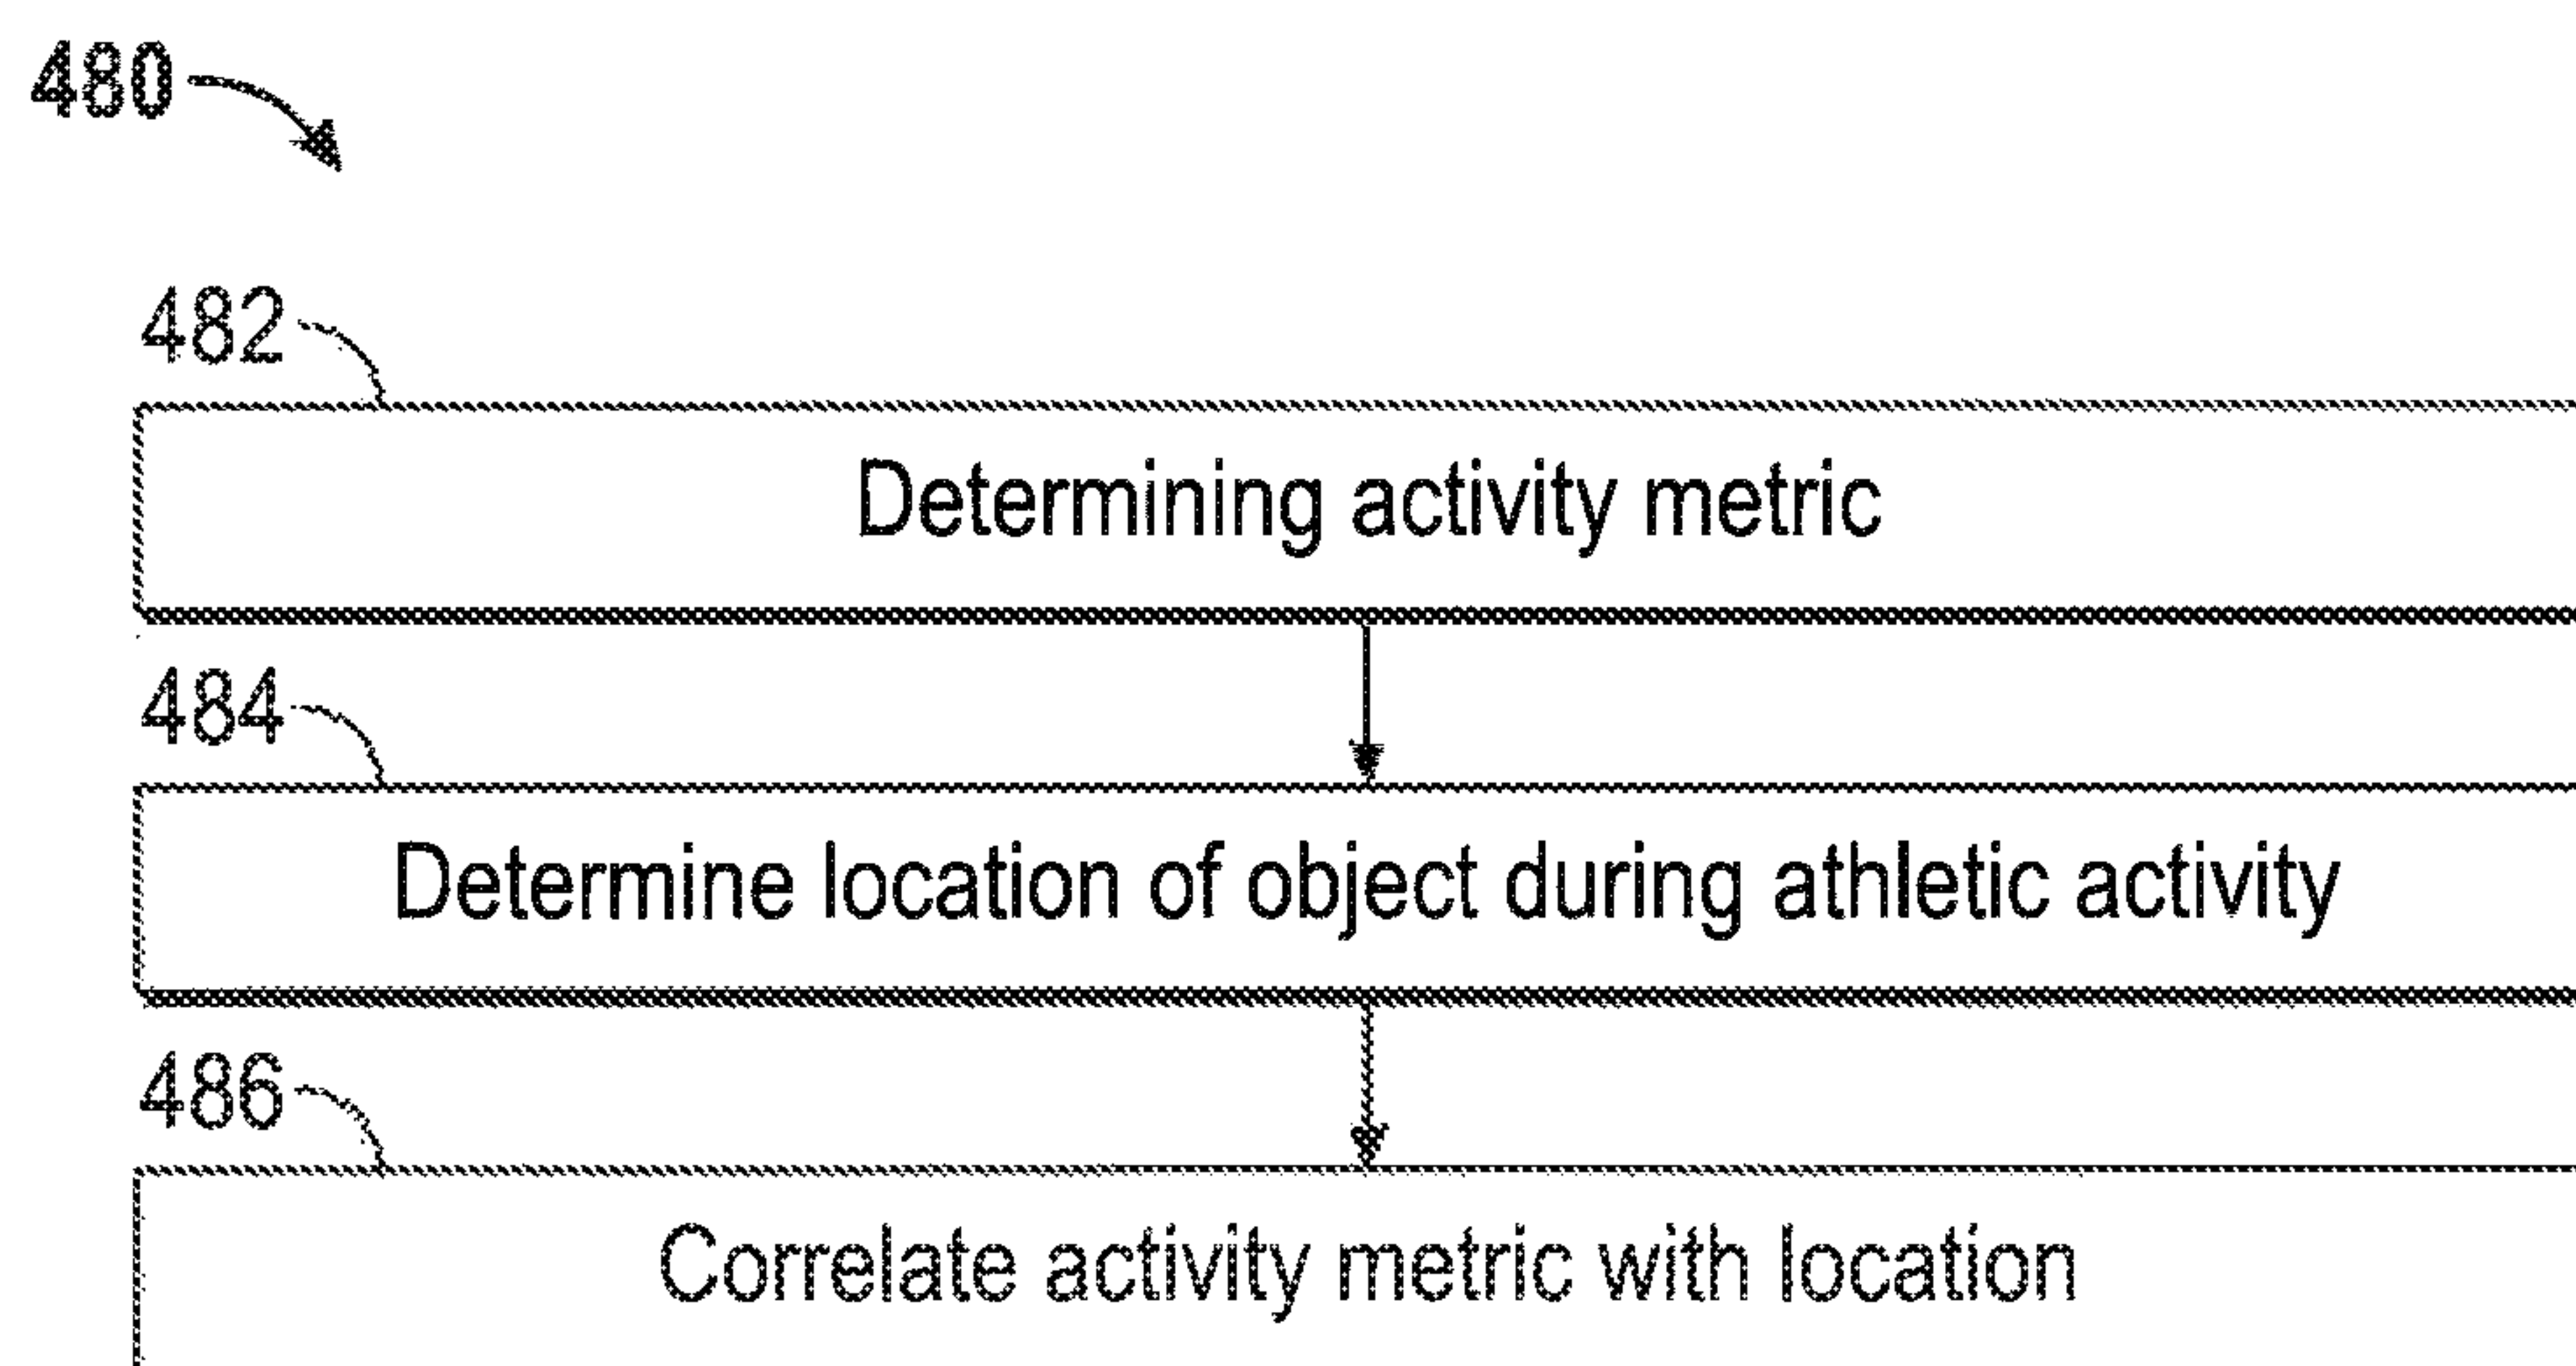 480
482
Determining activity metric
484
Determine location of object during athletic activity
486
Correlate activity metric with location